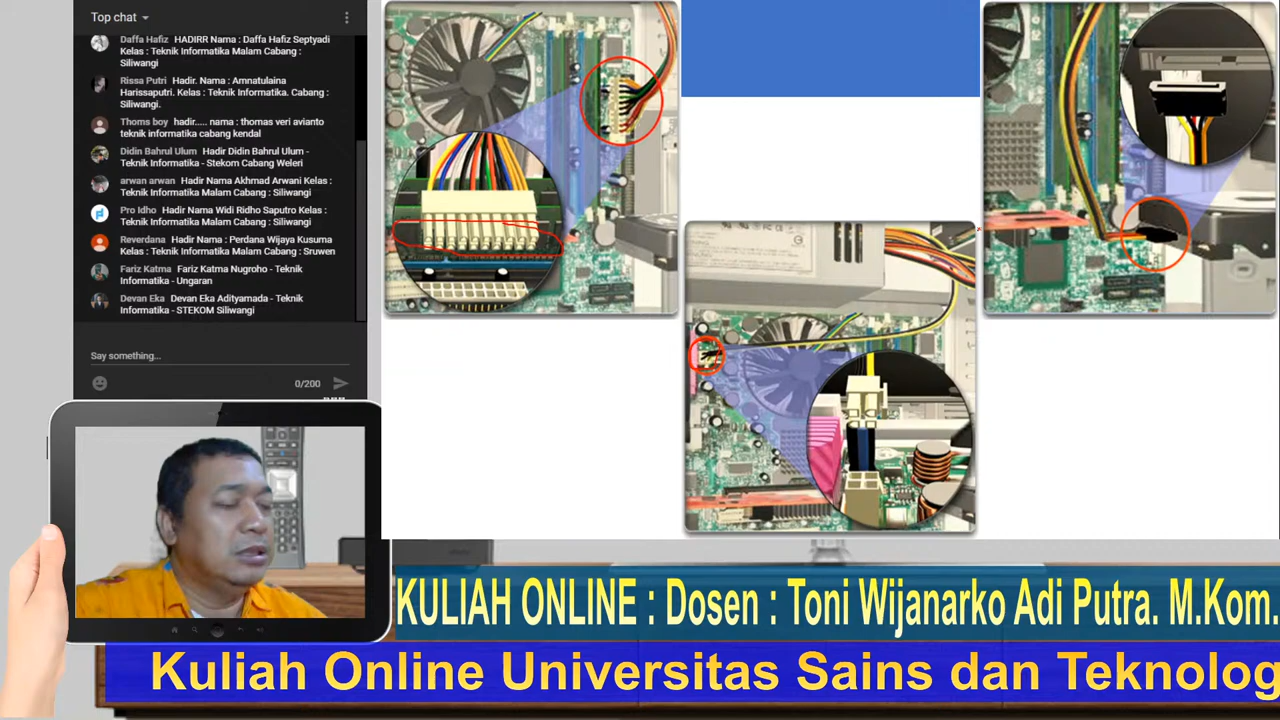 Top chat
Daffa Hafiz HADIRR Nama : Daffa Hafiz Septyadi
Kelas : Teknik Informatika Malam Cabang :
Siliwangi
Rissa Putri Hadir. Nama : Amnatulaina
Harissaputri. Kelas : Teknik Informatika. Cabang :
Siliwangi.
Thoms boy hadir..... nama : thomas veri avianto
teknik informatika cabang kendal
Didin Bahrul Ulum Hadir Didin Bahrul Ulum -
Teknik Informatika - Stekom Cabang Weleri
arwan arwan Hadir Nama Akhmad Arwani Kelas :
Teknik Informatika Malam Cabang : Siliwangi
Pro Idho Hadir Nama Widi Ridho Saputro Kelas :
Teknik Informatika Malam Cabang : Siliwangi
Reverdana Hadir Nama : Perdana Wijaya Kusuma
Kelas : Teknik Informatika Malam Cabang : Sruwen
Fariz Katma Fariz Katma Nugroho - Teknik
Informatika - Ungaran
Devan Eka Devan Eka Adityamada - Teknik
Informatika - STEKOM Siliwangi
Say something...
0/200
KULIAH ONLINE : Dosen : Toni Wijanarko Adi Putra. M.Kom.
Kuliah Online Universitas Sains dan Teknolog